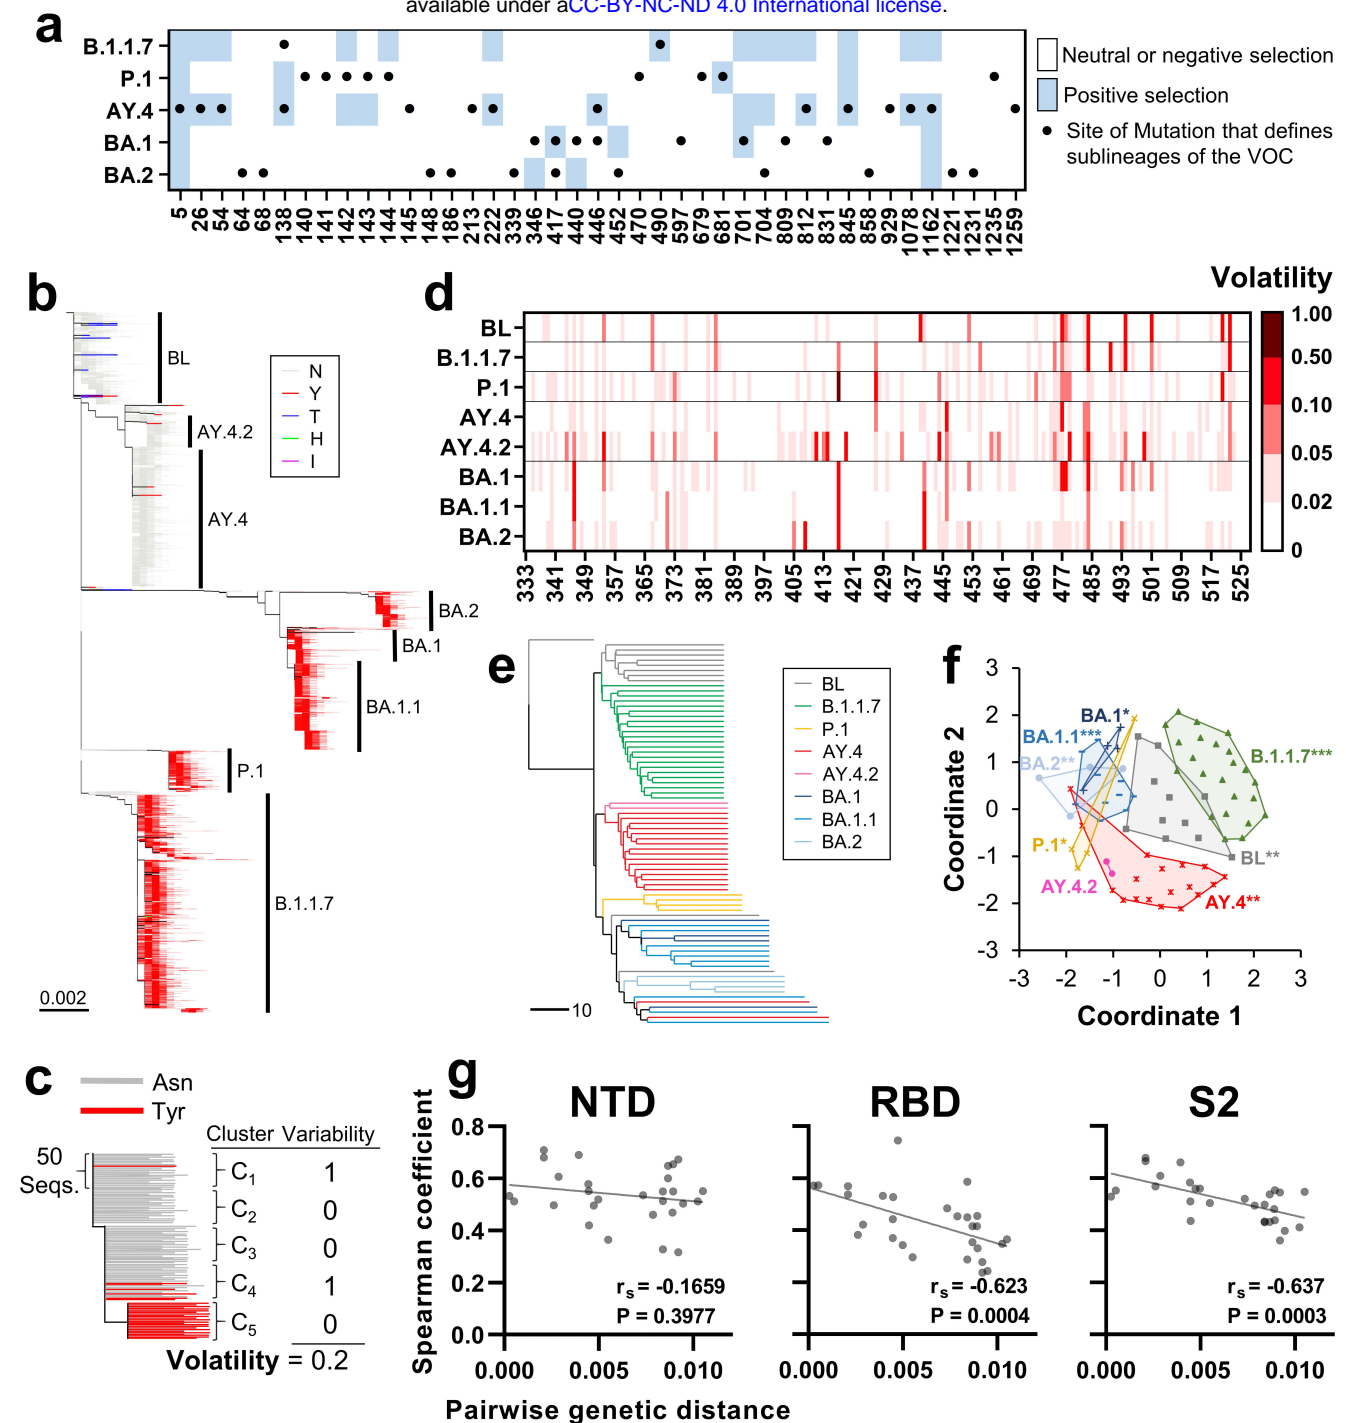 available under aCC-BY-NC-ND 4.0 International license.
a
B.1.1.7
P.1
AY.4
BA.1
BA.2
5 26 54 64 68 138 140 141 142 143 144 145 148 186 213 222 339 346 417 440 446 452 470 490 597 679 681 701 704 809 812 831 845 858 929 1078 1162 1221 1231 1235 1259
Neutral or negative selection
Positive selection
Site of Mutation that defines
sublineages of the VOC
b
BL
AY.4.2
AY.4
BA.2
BA.1
BA.1.1
P.1
B.1.1.7
N
Y
T
H
I
0.002
d
Volatility
BL
B.1.1.7
P.1
AY.4
AY.4.2
BA.1
BA.1.1
BA.2
333 341 349 357 365 373 381 389 397 405 413 421 429 437 445 453 461 469 477 485 493 501 509 517 525
1.00
0.50
0.10
0.05
0.02
0
e
BL
B.1.1.7
P.1
AY.4
AY.4.2
BA.1
BA.1.1
BA.2
10
f
Coordinate 2
3
2
1
0
-1
-2
-3
BA.1*
BA.1.1***
BA.2**
B.1.1.7***
P.1*
BL**
AY.4.2
AY.4**
-3 -2 -1 0 1 2 3
Coordinate 1
c
Asn
Tyr
Cluster Variability
50
Seqs.
C1 1
C2 0
C3 0
C4 1
C5 0
Volatility = 0.2
g
Spearman coefficient
NTD RBD S2
0.8
0.6
0.4
0.2
0.0
rs = -0.1659
P = 0.3977
rs = -0.623
P = 0.0004
rs = -0.637
P = 0.0003
0.000 0.005 0.010 0.000 0.005 0.010 0.000 0.005 0.010
Pairwise genetic distance